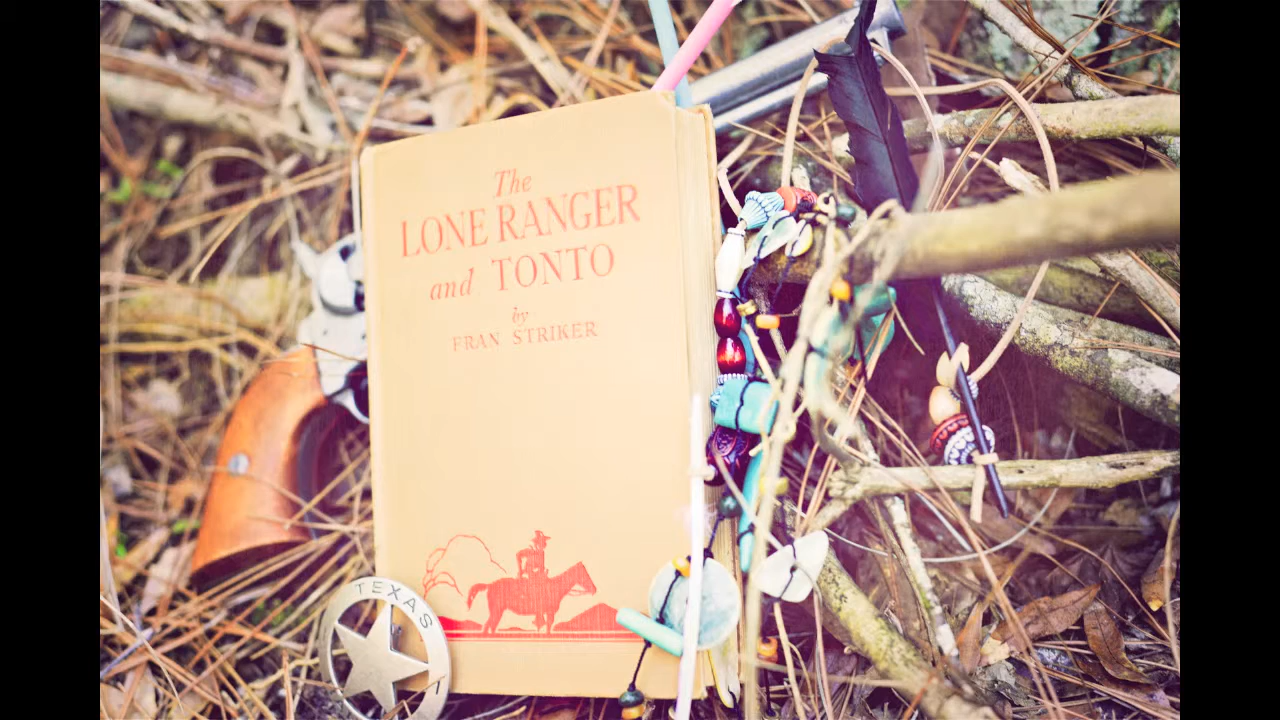 The
LONE RANGER
and TONTO
by
FRAN STRIKER
TEXAS